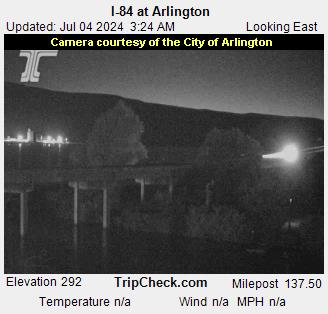 I-84 at Arlington
Updated: Jul 04 2024 3:24 AM Looking East
Camera courtesy of the City of Arlington
Elevation 292 TripCheck.com Milepost 137.50
Temperature n/a Wind n/a MPH n/a